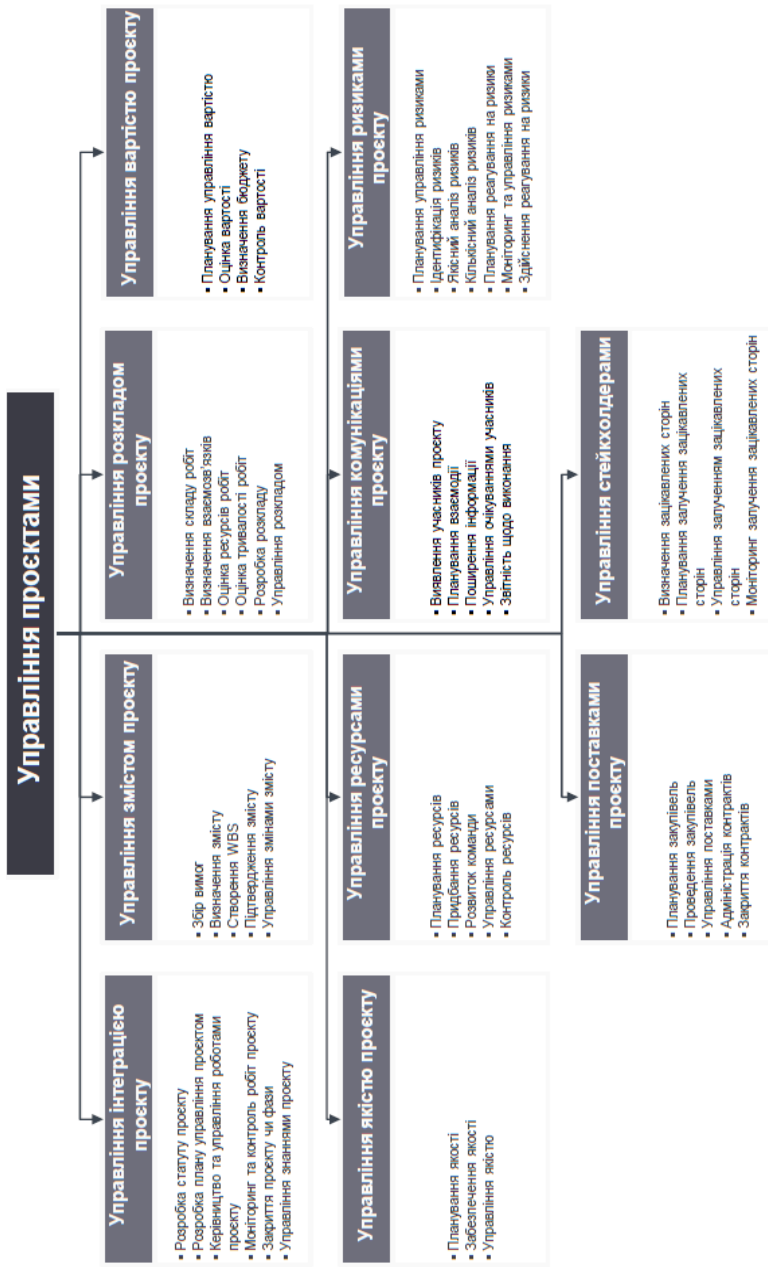 Управління проєктами
Управління інтеграцією
проєкту
▪ Розробка статуту проєкту
▪ Розробка плану управління проєктом
▪ Керівництво та управління роботами
проєкту
▪ Моніторинг та контроль робіт проєкту
▪ Закриття проєкту чи фази
▪ Управління знаннями проєкту
Управління змістом проєкту
▪ Збір вимог
▪ Визначення змісту
▪ Створення WBS
▪ Підтвердження змісту
▪ Управління змінами змісту
Управління розкладом
проєкту
▪ Визначення складу робіт
▪ Визначення взаємозв'язків
▪ Оцінка ресурсів робіт
▪ Оцінка тривалості робіт
▪ Розробка розкладу
▪ Управління розкладом
Управління вартістю проєкту
▪ Планування управління вартістю
▪ Оцінка вартості
▪ Визначення бюджету
▪ Контроль вартості
Управління якістю проєкту
▪ Планування якості
▪ Забезпечення якості
▪ Управління якістю
Управління ресурсами
проєкту
▪ Планування ресурсів
▪ Придбання ресурсів
▪ Розвиток команди
▪ Управління ресурсами
▪ Контроль ресурсів
Управління комунікаціями
проєкту
▪ Виявлення учасників проєкту
▪ Планування взаємодії
▪ Поширення інформації
▪ Управління очікуваннями учасників
▪ Звітність щодо виконання
Управління ризиками
проєкту
▪ Планування управління ризиками
▪ Ідентифікація ризиків
▪ Якісний аналіз ризиків
▪ Кількісний аналіз ризиків
▪ Планування реагування на ризики
▪ Моніторинг та управління ризиками
▪ Здійснення реагування на ризики
Управління поставками
проєкту
▪ Планування закупівель
▪ Проведення закупівель
▪ Управління поставками
▪ Адміністрація контрактів
▪ Закриття контрактів
Управління стейкхолдерами
▪ Визначення зацікавлених сторін
▪ Планування залучення зацікавлених
сторін
▪ Управління залученням зацікавлених
сторін
▪ Моніторинг залучення зацікавлених сторін